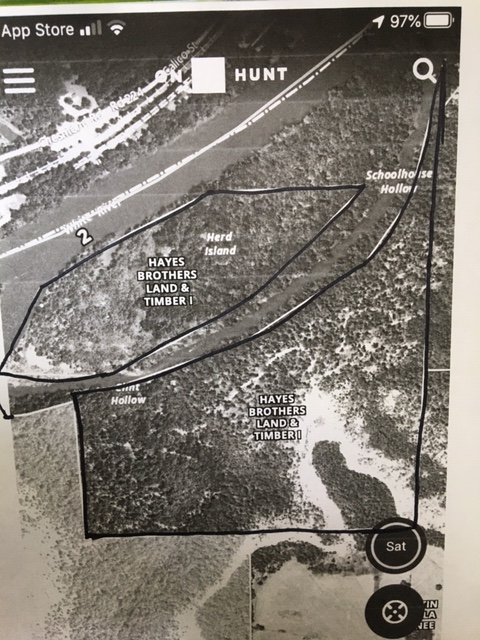 App Store
97%
ON HUNT
Schoolhouse
Hollow
2
Herd
Island
HAYES
BROTHERS
LAND &
TIMBER I
Hollow
HAYES
BROTHERS
LAND &
TIMBER I
Sat